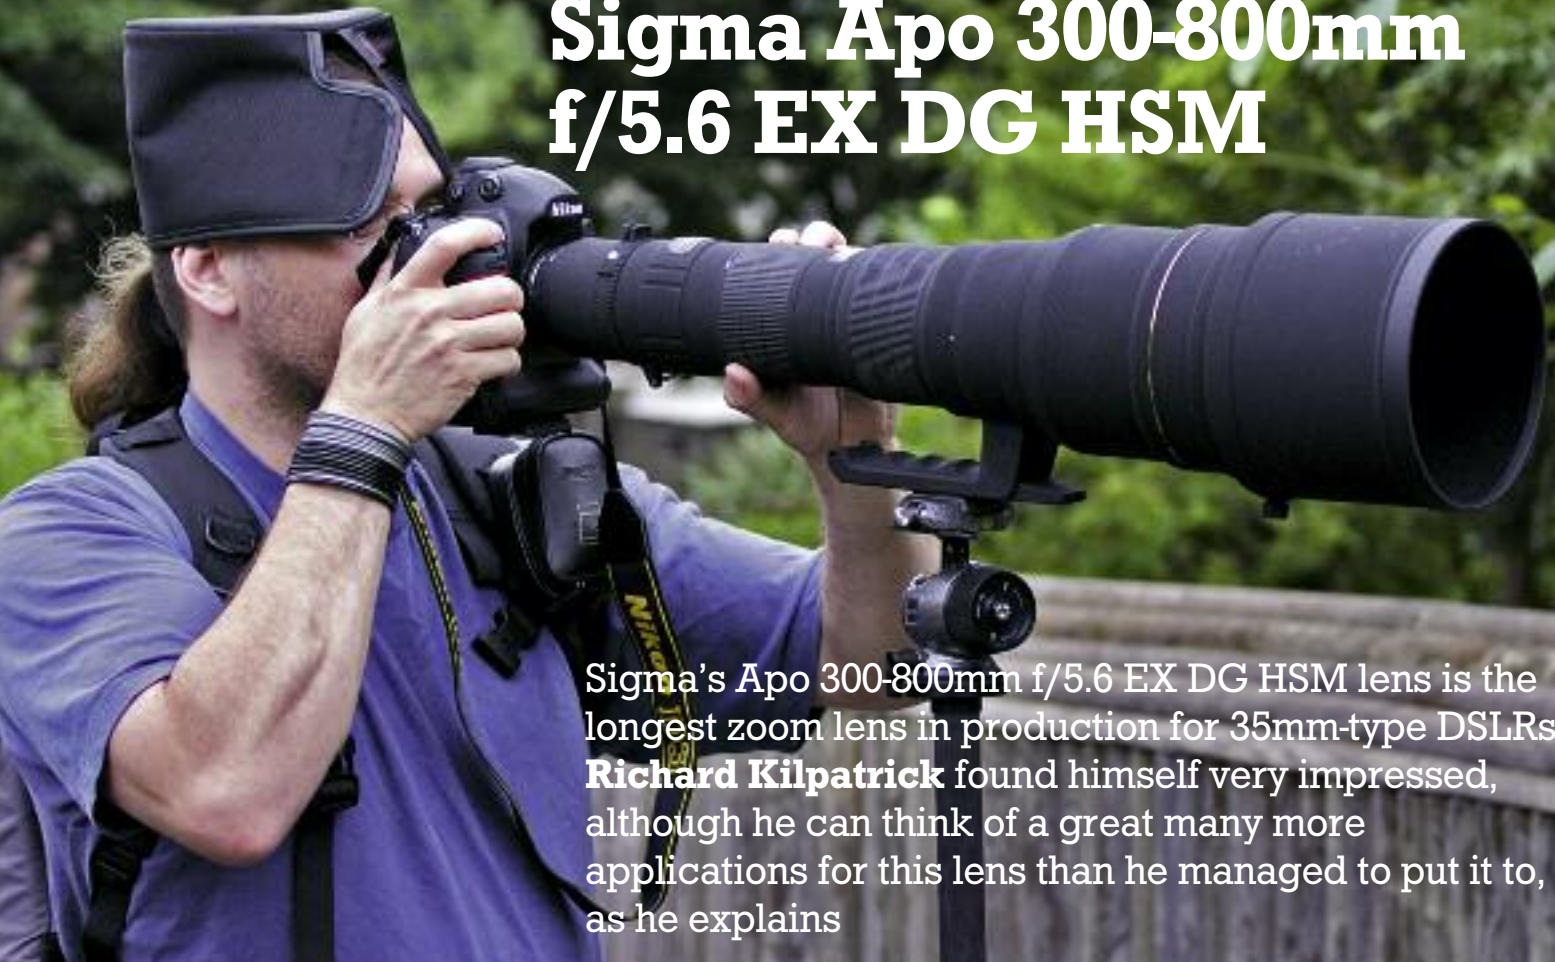 Sigma Apo 300-800mm
f/5.6 EX DG HSM
Nikon
Nikon
Sigma's Apo 300-800mm f/5.6 EX DG HSM lens is the
longest zoom lens in production for 35mm-type DSLRs
Richard Kilpatrick found himself very impressed,
although he can think of a great many more
applications for this lens than he managed to put it to,
as he explains